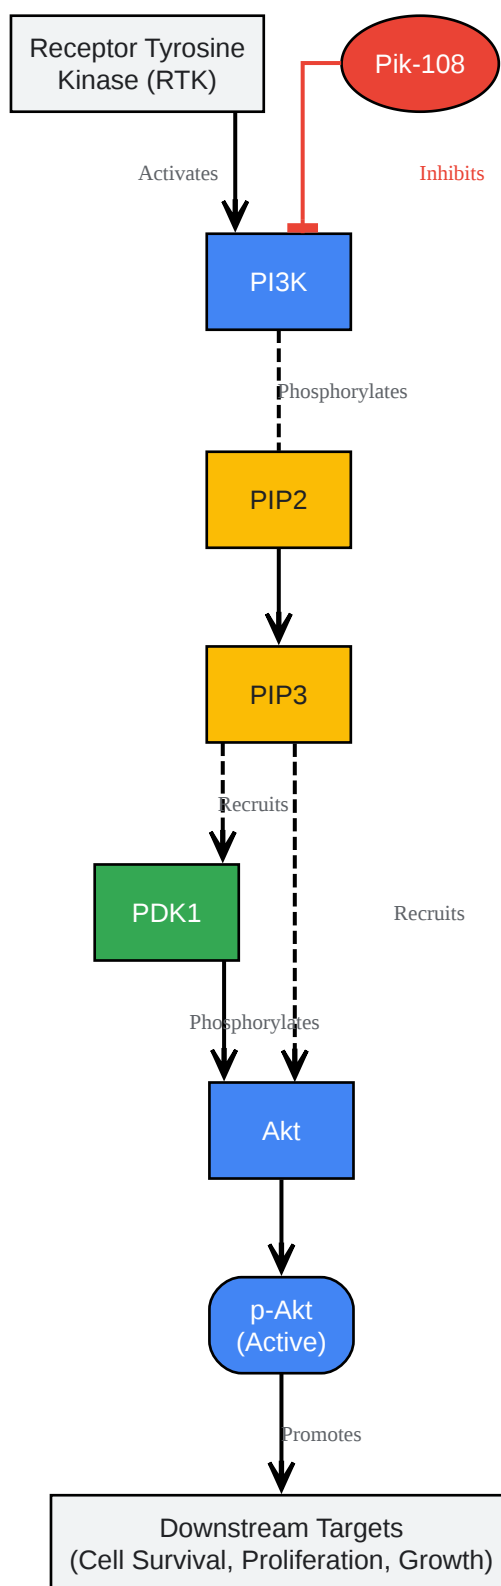 Receptor Tyrosine
Kinase (RTK)
Pik-108
Activates
Inhibits
PI3K
Phosphorylates
PIP2
PIP3
Recruits
PDK1
Recruits
Phosphorylates
Akt
p-Akt
(Active)
Promotes
Downstream Targets
(Cell Survival, Proliferation, Growth)